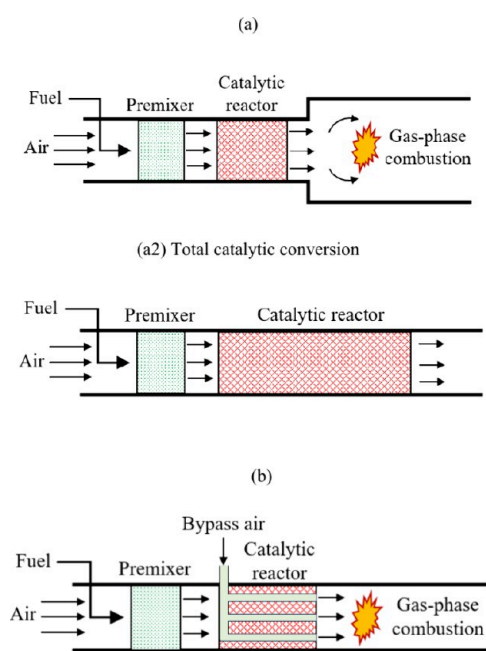 (a)
Fuel
Premixer
Catalytic
reactor
Air
Gas-phase
combustion
(a2) Total catalytic conversion
Fuel
Premixer
Catalytic reactor
Air
(b)
Bypass air
Fuel
Premixer
Catalytic
reactor
Air
Gas-phase
combustion